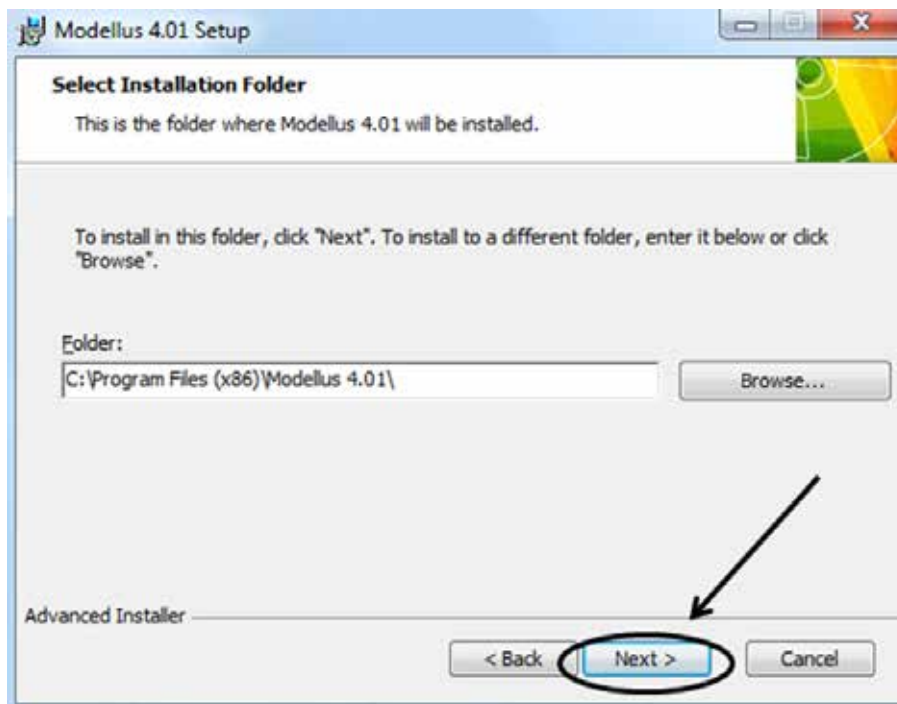 Modellus 4.01 Setup
Select Installation Folder
This is the folder where Modellus 4.01 will be installed.
To install in this folder, click "Next". To install to a different folder, enter it below or click
"Browse".
Folder:
C:\Program Files (x86)\Modellus 4.01\
Browse...
Advanced Installer
< Back
Next >
Cancel